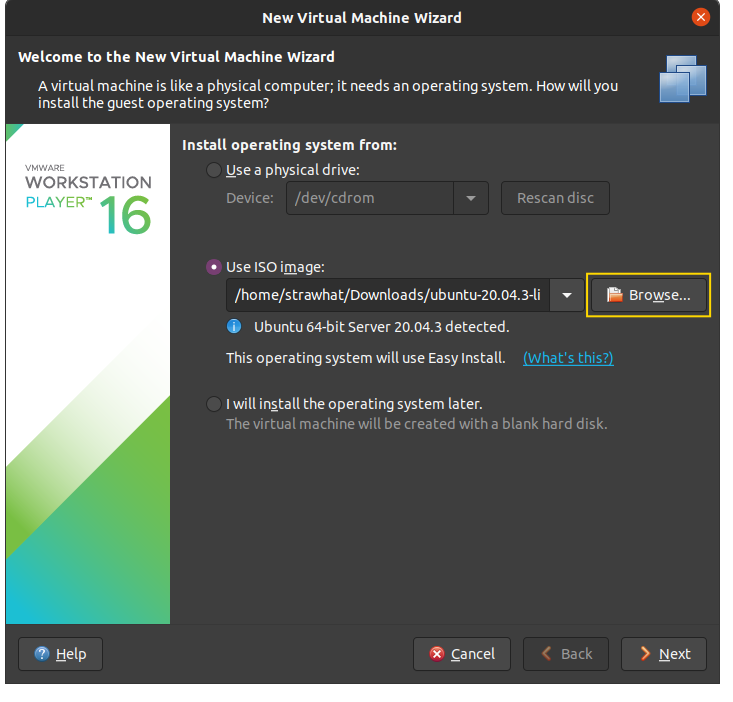 New Virtual Machine Wizard
Welcome to the New Virtual Machine Wizard
A virtual machine is like a physical computer; it needs an operating system. How will you
install the guest operating system?
VMWARE
WORKSTATION
PLAYER™ 16
Install operating system from:
Use a physical drive:
Device: /dev/cdrom Rescan disc
Use ISO image:
/home/strawhat/Downloads/ubuntu-20.04.3-li Browse...
Ubuntu 64-bit Server 20.04.3 detected.
This operating system will use Easy Install. (What's this?)
I will install the operating system later.
The virtual machine will be created with a blank hard disk.
Help Cancel Back Next